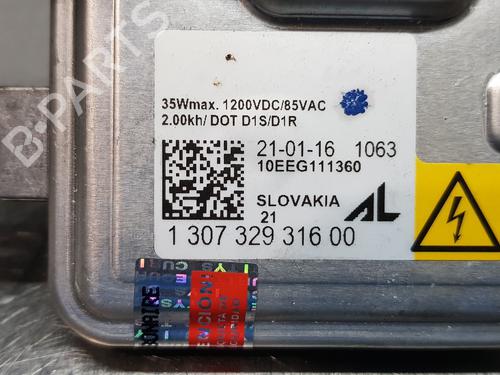 35Wmax. 1200VDC/85VAC
2.00kh/ DOT D1S/D1R
21-01-16 1063
10EEG111360
SLOVAKIA
21
AL
1 307 329 316 00